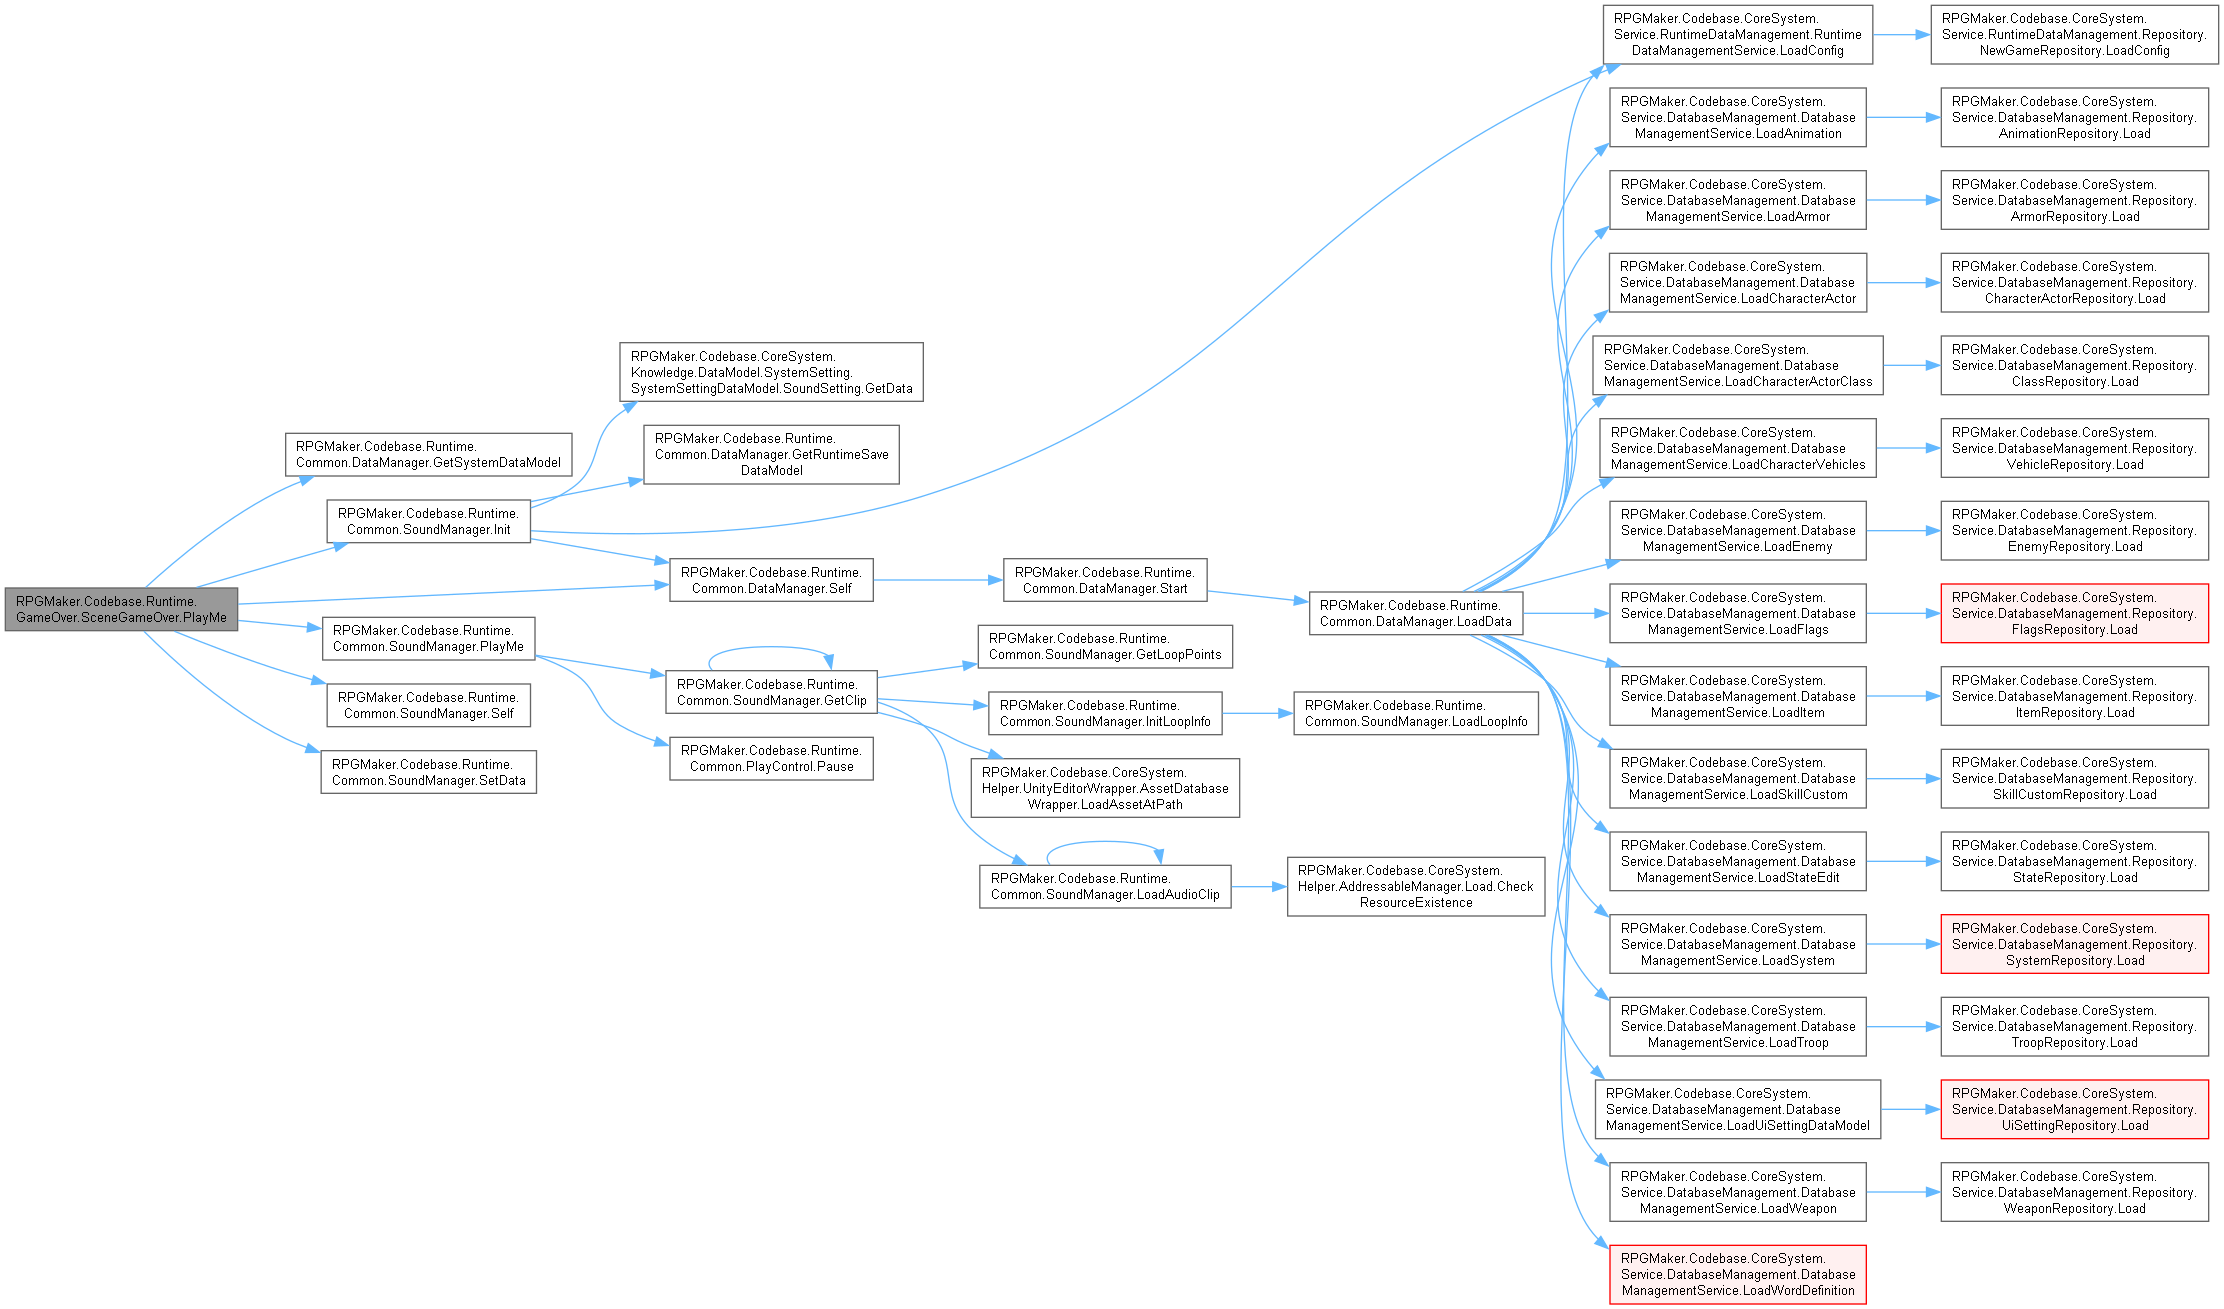 RPGMaker.Codebase.Runtime.
GameOver.SceneGameOver.PlayMe
RPGMaker.Codebase.Runtime.
Common.DataManager.GetSystemDataModel
RPGMaker.Codebase.Runtime.
Common.SoundManager.Init
RPGMaker.Codebase.Runtime.
Common.SoundManager.PlayMe
RPGMaker.Codebase.Runtime.
Common.SoundManager.Self
RPGMaker.Codebase.Runtime.
Common.SoundManager.SetData
RPGMaker.Codebase.CoreSystem.
Knowledge.DataModel.SystemSetting.
SystemSettingDataModel.SoundSetting.GetData
RPGMaker.Codebase.Runtime.
Common.DataManager.GetRuntimeSave
DataModel
RPGMaker.Codebase.Runtime.
Common.DataManager.Self
RPGMaker.Codebase.Runtime.
Common.SoundManager.GetClip
RPGMaker.Codebase.Runtime.
Common.PlayControl.Pause
RPGMaker.Codebase.Runtime.
Common.DataManager.Start
RPGMaker.Codebase.Runtime.
Common.SoundManager.GetLoopPoints
RPGMaker.Codebase.Runtime.
Common.SoundManager.InitLoopInfo
RPGMaker.Codebase.CoreSystem.
Helper.UnityEditorWrapper.AssetDatabase
Wrapper.LoadAssetAtPath
RPGMaker.Codebase.Runtime.
Common.SoundManager.LoadAudioClip
RPGMaker.Codebase.Runtime.
Common.DataManager.LoadData
RPGMaker.Codebase.Runtime.
Common.SoundManager.LoadLoopInfo
RPGMaker.Codebase.CoreSystem.
Helper.AddressableManager.Load.Check
ResourceExistence
RPGMaker.Codebase.CoreSystem.
Service.RuntimeDataManagement.Runtime
DataManagementService.LoadConfig
RPGMaker.Codebase.CoreSystem.
Service.RuntimeDataManagement.Repository.
NewGameRepository.LoadConfig
RPGMaker.Codebase.CoreSystem.
Service.DatabaseManagement.Database
ManagementService.LoadAnimation
RPGMaker.Codebase.CoreSystem.
Service.DatabaseManagement.Repository.
AnimationRepository.Load
RPGMaker.Codebase.CoreSystem.
Service.DatabaseManagement.Database
ManagementService.LoadArmor
RPGMaker.Codebase.CoreSystem.
Service.DatabaseManagement.Repository.
ArmorRepository.Load
RPGMaker.Codebase.CoreSystem.
Service.DatabaseManagement.Database
ManagementService.LoadCharacterActor
RPGMaker.Codebase.CoreSystem.
Service.DatabaseManagement.Repository.
CharacterActorRepository.Load
RPGMaker.Codebase.CoreSystem.
Service.DatabaseManagement.Database
ManagementService.LoadCharacterActorClass
RPGMaker.Codebase.CoreSystem.
Service.DatabaseManagement.Repository.
ClassRepository.Load
RPGMaker.Codebase.CoreSystem.
Service.DatabaseManagement.Database
ManagementService.LoadCharacterVehicles
RPGMaker.Codebase.CoreSystem.
Service.DatabaseManagement.Repository.
VehicleRepository.Load
RPGMaker.Codebase.CoreSystem.
Service.DatabaseManagement.Database
ManagementService.LoadEnemy
RPGMaker.Codebase.CoreSystem.
Service.DatabaseManagement.Repository.
EnemyRepository.Load
RPGMaker.Codebase.CoreSystem.
Service.DatabaseManagement.Database
ManagementService.LoadFlags
RPGMaker.Codebase.CoreSystem.
Service.DatabaseManagement.Repository.
FlagsRepository.Load
RPGMaker.Codebase.CoreSystem.
Service.DatabaseManagement.Database
ManagementService.LoadItem
RPGMaker.Codebase.CoreSystem.
Service.DatabaseManagement.Repository.
ItemRepository.Load
RPGMaker.Codebase.CoreSystem.
Service.DatabaseManagement.Database
ManagementService.LoadSkillCustom
RPGMaker.Codebase.CoreSystem.
Service.DatabaseManagement.Repository.
SkillCustomRepository.Load
RPGMaker.Codebase.CoreSystem.
Service.DatabaseManagement.Database
ManagementService.LoadStateEdit
RPGMaker.Codebase.CoreSystem.
Service.DatabaseManagement.Repository.
StateRepository.Load
RPGMaker.Codebase.CoreSystem.
Service.DatabaseManagement.Database
ManagementService.LoadSystem
RPGMaker.Codebase.CoreSystem.
Service.DatabaseManagement.Repository.
SystemRepository.Load
RPGMaker.Codebase.CoreSystem.
Service.DatabaseManagement.Database
ManagementService.LoadTroop
RPGMaker.Codebase.CoreSystem.
Service.DatabaseManagement.Repository.
TroopRepository.Load
RPGMaker.Codebase.CoreSystem.
Service.DatabaseManagement.Database
ManagementService.LoadUiSettingDataModel
RPGMaker.Codebase.CoreSystem.
Service.DatabaseManagement.Repository.
UiSettingRepository.Load
RPGMaker.Codebase.CoreSystem.
Service.DatabaseManagement.Database
ManagementService.LoadWeapon
RPGMaker.Codebase.CoreSystem.
Service.DatabaseManagement.Repository.
WeaponRepository.Load
RPGMaker.Codebase.CoreSystem.
Service.DatabaseManagement.Database
ManagementService.LoadWordDefinition